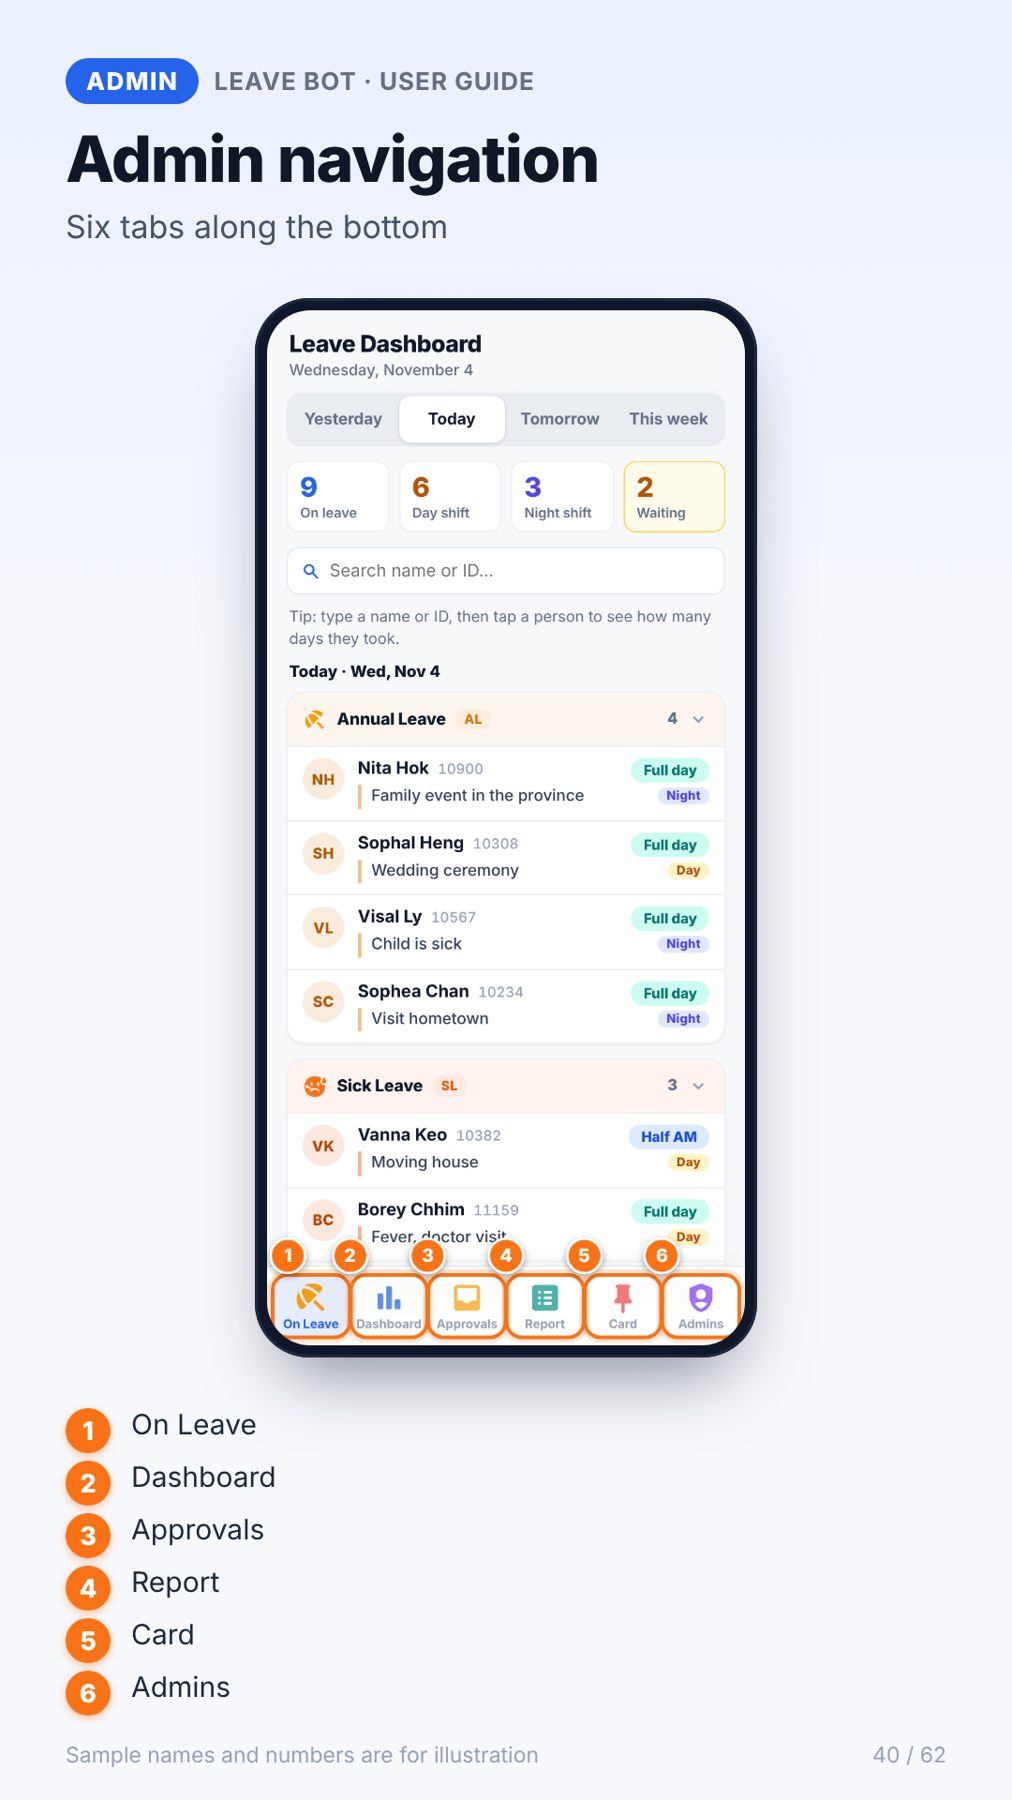 ADMIN LEAVE BOT · USER GUIDE
Admin navigation
Six tabs along the bottom
Leave Dashboard
Wednesday, November 4
Yesterday Today Tomorrow This week
9 6 3 2
On leave Day shift Night shift Waiting
Search name or ID...
Tip: type a name or ID, then tap a person to see how many
days they took.
Today · Wed, Nov 4
Annual Leave AL 4
NH Nita Hok 10900 Full day
Family event in the province Night
SH Sophal Heng 10308 Full day
Wedding ceremony Day
VL Visal Ly 10567 Full day
Child is sick Night
SC Sophea Chan 10234 Full day
Visit hometown Night
Sick Leave SL 3
VK Vanna Keo 10382 Half AM
Moving house Day
BC Borey Chhim 11159 Full day
Fever, doctor visit Day
1 2 3 4 5 6
On Leave Dashboard Approvals Report Card Admins
1 On Leave
2 Dashboard
3 Approvals
4 Report
5 Card
6 Admins
Sample names and numbers are for illustration 40 / 62